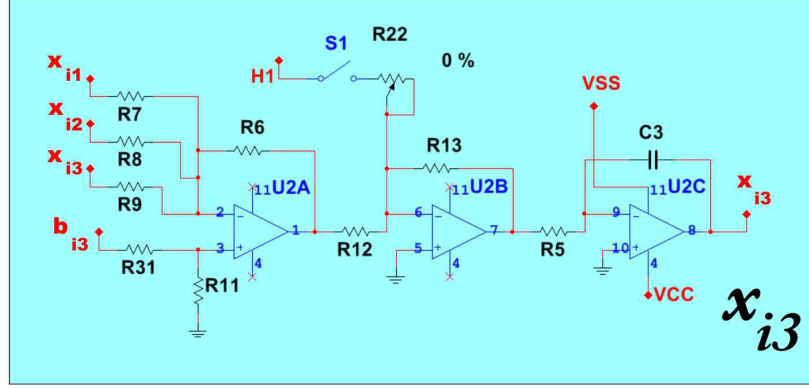 R22
S1
0 %
H1
x i1
R7
VSS
C3
x i2
R8
R6
R13
x i3
R9
11 U2A
11 U2B
11 U2C
x i3
2
6
9
1
7
8
b i3
3
R12
5
R5
10
R31
R11
4
4
4
VCC
x i3